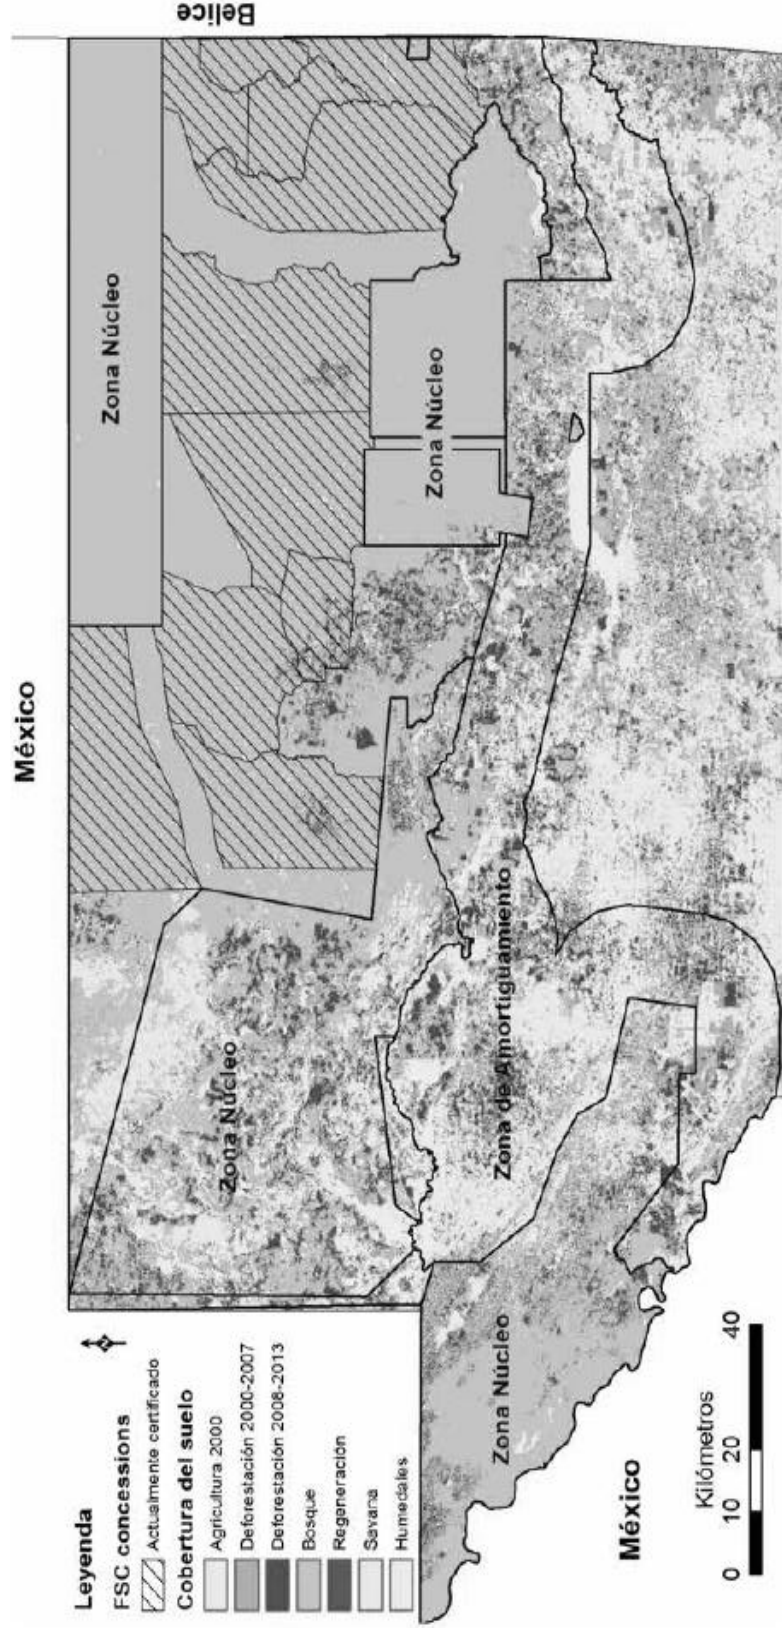 México
Belice
Zona Núcleo
Zona Núcleo
Zona Núcleo
Zona de Amortiguamiento
Zona Núcleo
México
Leyenda
FSC concessions
Actualmente certificado
Cobertura del suelo
Agricultura 2000
Deforestación 2000-2007
Deforestación 2008-2013
Bosque
Regeneración
Savana
Humedales
N
Kilómetros
0 10 20 40